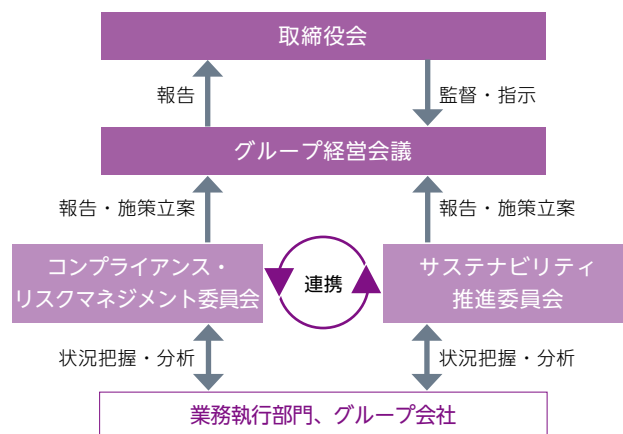 取締役会
報告
監督・指示
グループ経営会議
報告・施策立案
報告・施策立案
コンプライアンス・
リスクマネジメント委員会
連携
サステナビリティ
推進委員会
状況把握・分析
状況把握・分析
業務執行部門、グループ会社